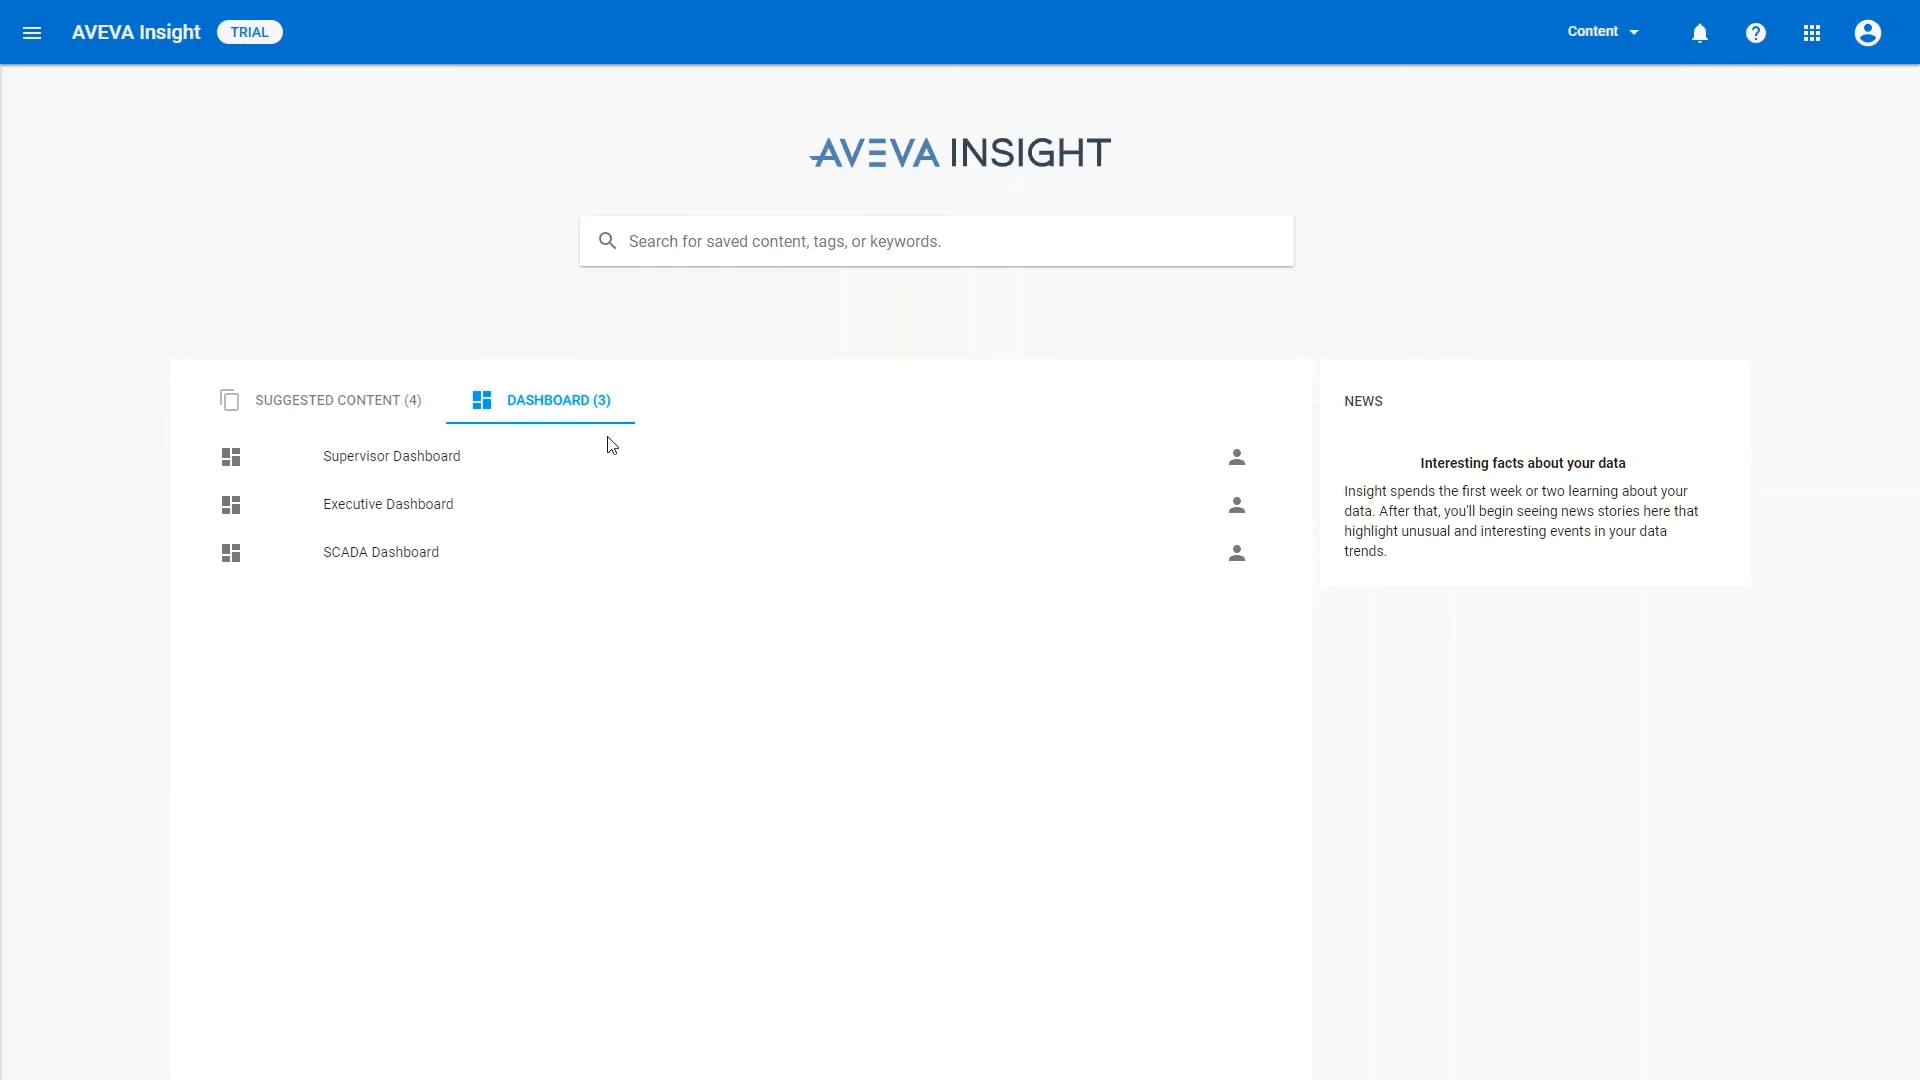 AVEVA Insight TRIAL Content
AVEVA INSIGHT
Search for saved content, tags, or keywords.
SUGGESTED CONTENT (4) DASHBOARD (3)
Supervisor Dashboard
Executive Dashboard
SCADA Dashboard
NEWS
Interesting facts about your data
Insight spends the first week or two learning about your
data. After that, you'll begin seeing news stories here that
highlight unusual and interesting events in your data
trends.